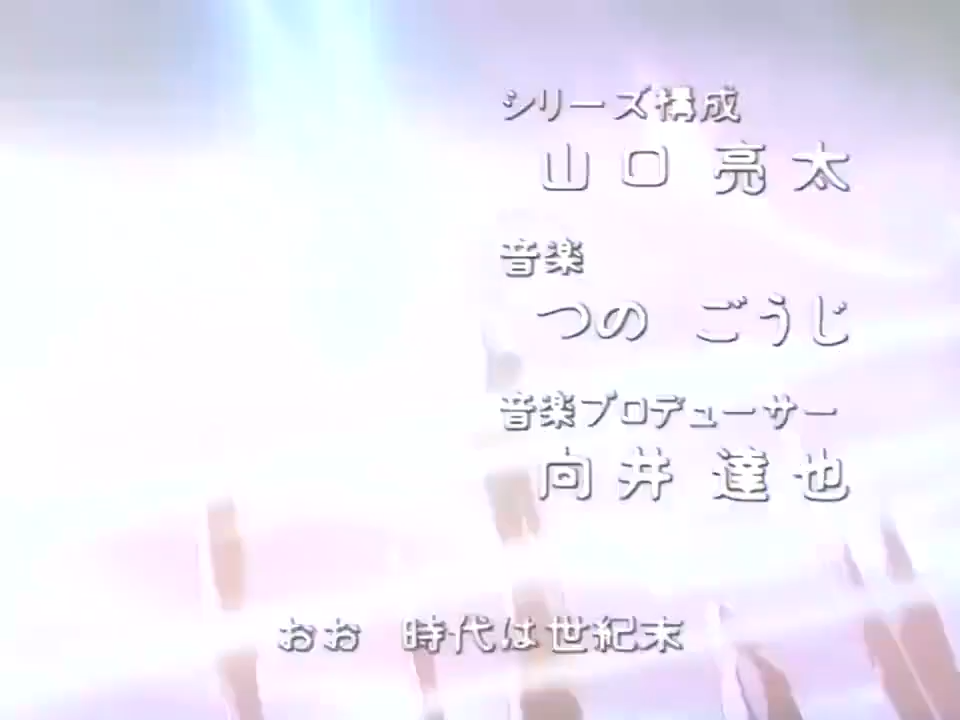 シリーズ構成
山口 亮太
音楽
つの ごうじ
音楽プロデューサー
向井 達也
おお 時代は世紀末